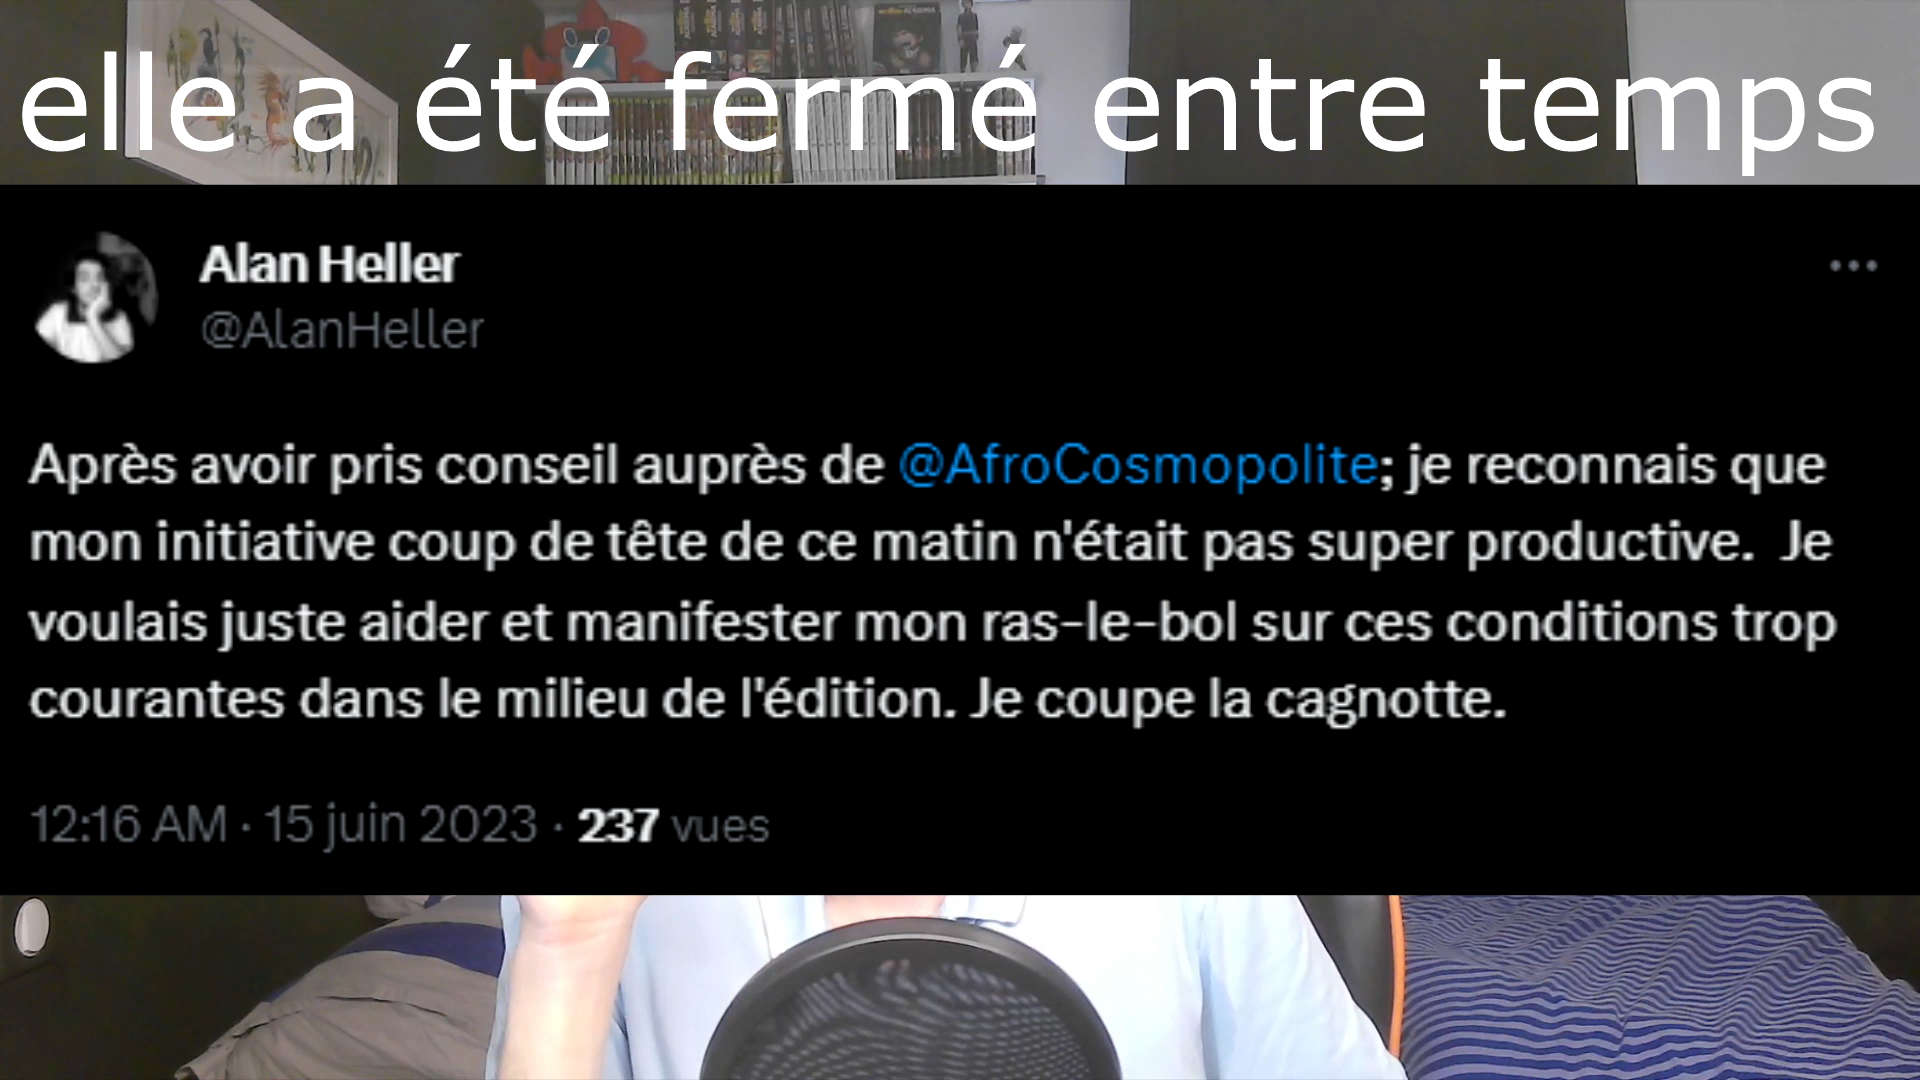 elle a été fermé entre temps
Alan Heller
@AlanHeller
Après avoir pris conseil auprès de @AfroCosmopolite; je reconnais que
mon initiative coup de tête de ce matin n'était pas super productive.  Je
voulais juste aider et manifester mon ras-le-bol sur ces conditions trop
courantes dans le milieu de l'édition. Je coupe la cagnotte.
12:16 AM · 15 juin 2023 · 237 vues